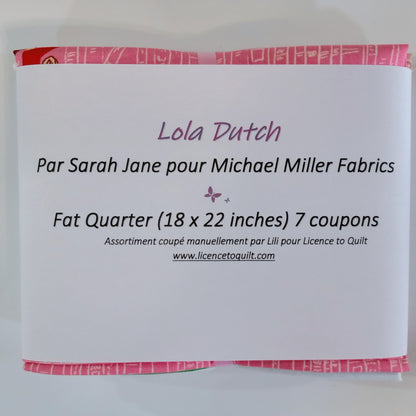 Lola Dutch
Par Sarah Jane pour Michael Miller Fabrics
Fat Quarter (18 x 22 inches) 7 coupons
Assortiment coupé manuellement par Lili pour Licence to Quilt
www.licencetoquilt.com